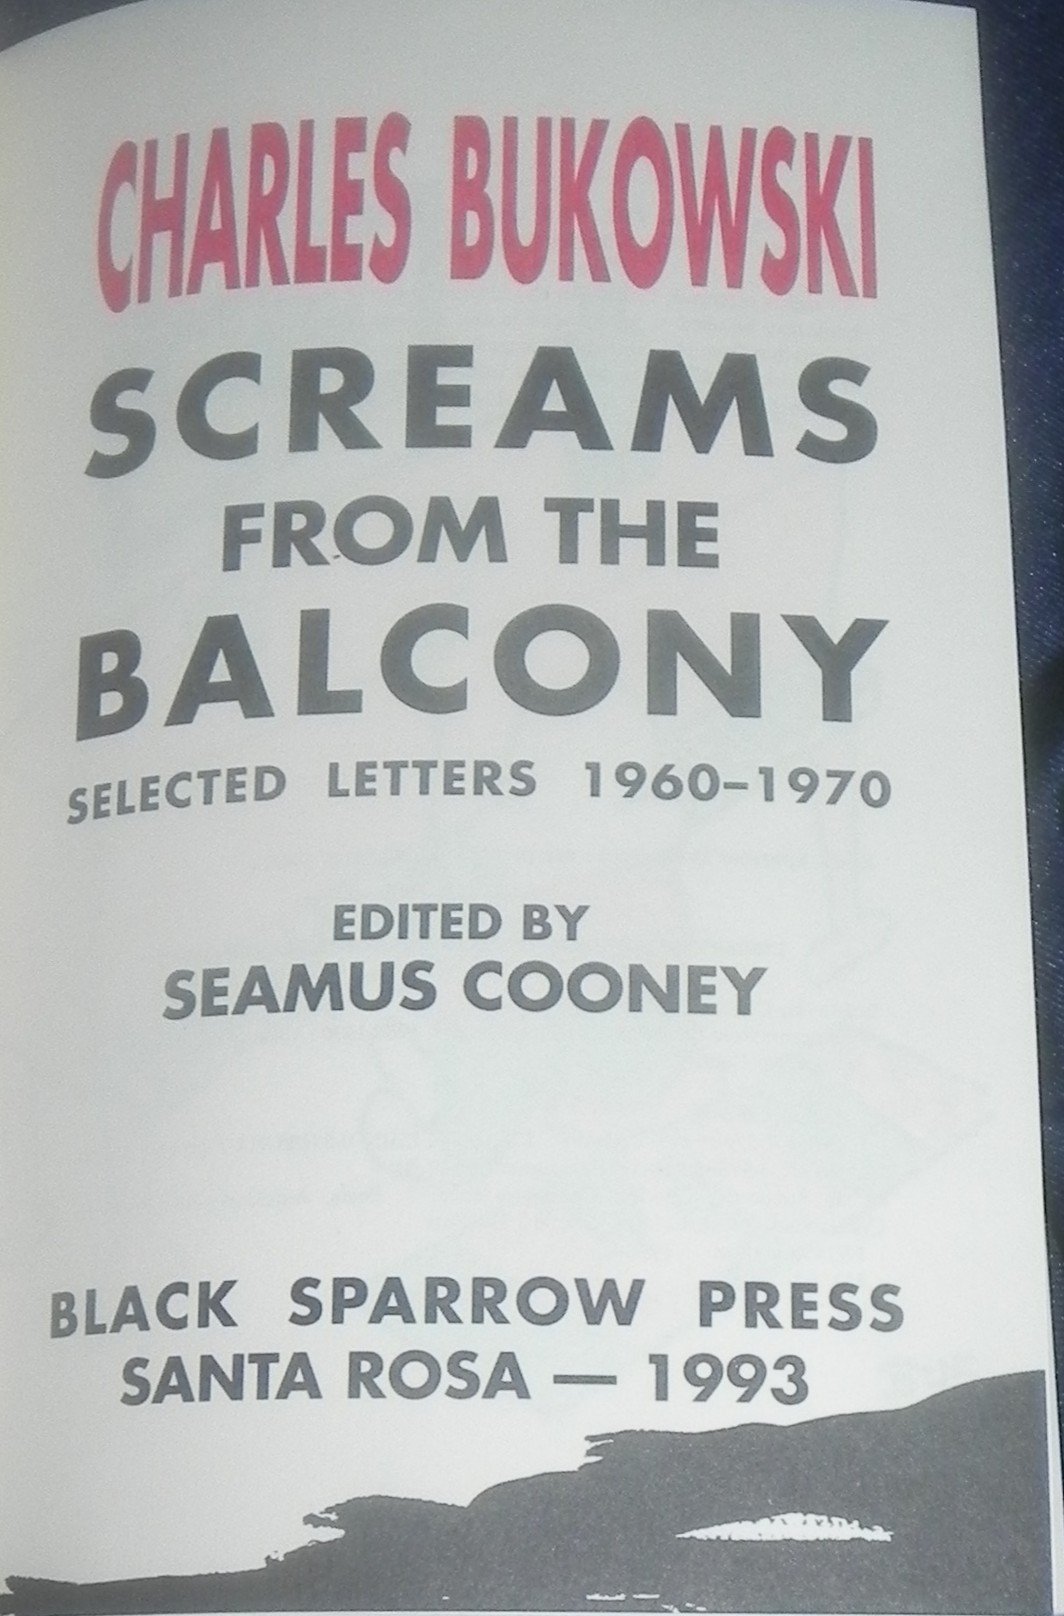 CHARLES BUKOWSKI
SCREAMS
FROM THE
BALCONY
SELECTED LETTERS 1960–1970
EDITED BY
SEAMUS COONEY
BLACK SPARROW PRESS
SANTA ROSA — 1993